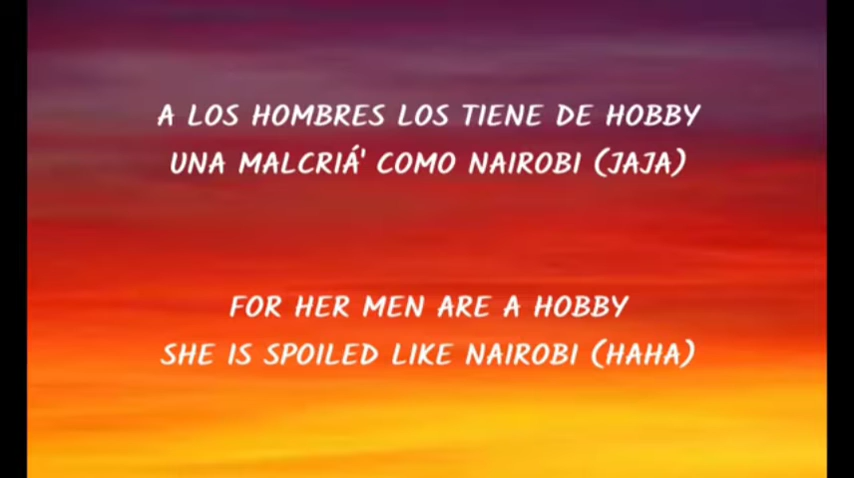 A LOS HOMBRES LOS TIENE DE HOBBY
UNA MALCRIÁ' COMO NAIROBI (JAJA)
FOR HER MEN ARE A HOBBY
SHE IS SPOILED LIKE NAIROBI (HAHA)